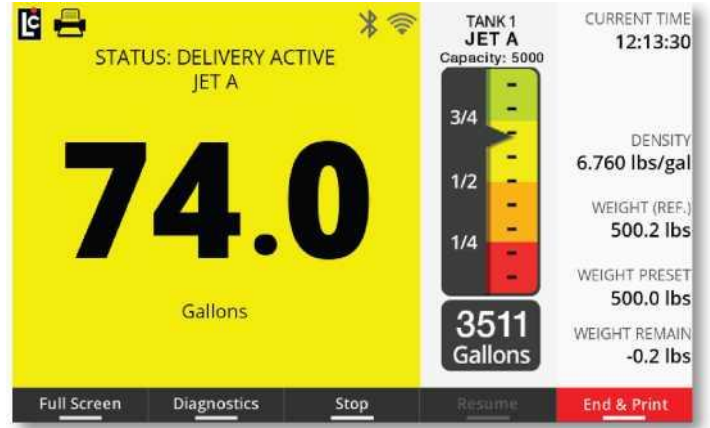 LC
STATUS: DELIVERY ACTIVE
JET A
74.0
Gallons
TANK 1
JET A
Capacity: 5000
3/4
1/2
1/4
3511
Gallons
CURRENT TIME
12:13:30
DENSITY
6.760 lbs/gal
WEIGHT (REF.)
500.2 lbs
WEIGHT PRESET
500.0 lbs
WEIGHT REMAIN
-0.2 lbs
Full Screen
Diagnostics
Stop
Resume
End & Print